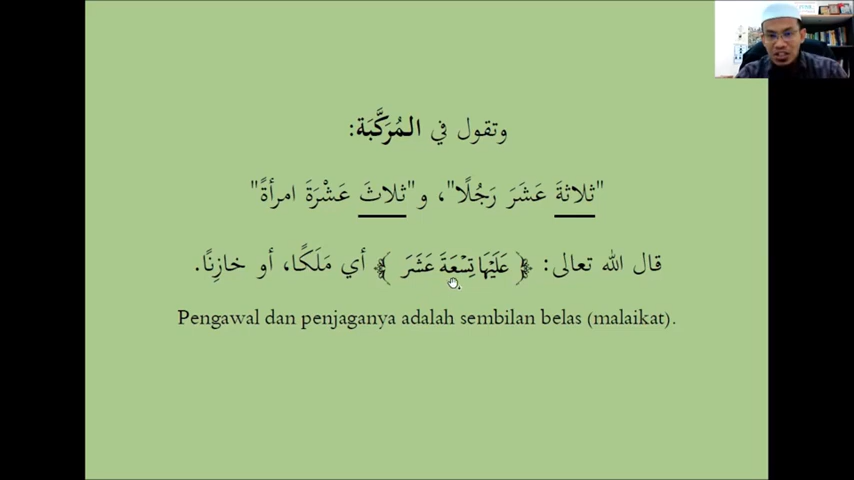 وتقول في المُرَكَّبَة:
"ثلاثةَ عَشَرَ رَجُلًا"، و"ثلاثَ عَشْرَةَ امرأةً"
قال الله تعالى: ﴿عَلَيْهَا تِسْعَةَ عَشَرَ﴾ أي مَلَكًا، أو خازِنًا.
Pengawal dan penjaganya adalah sembilan belas (malaikat).